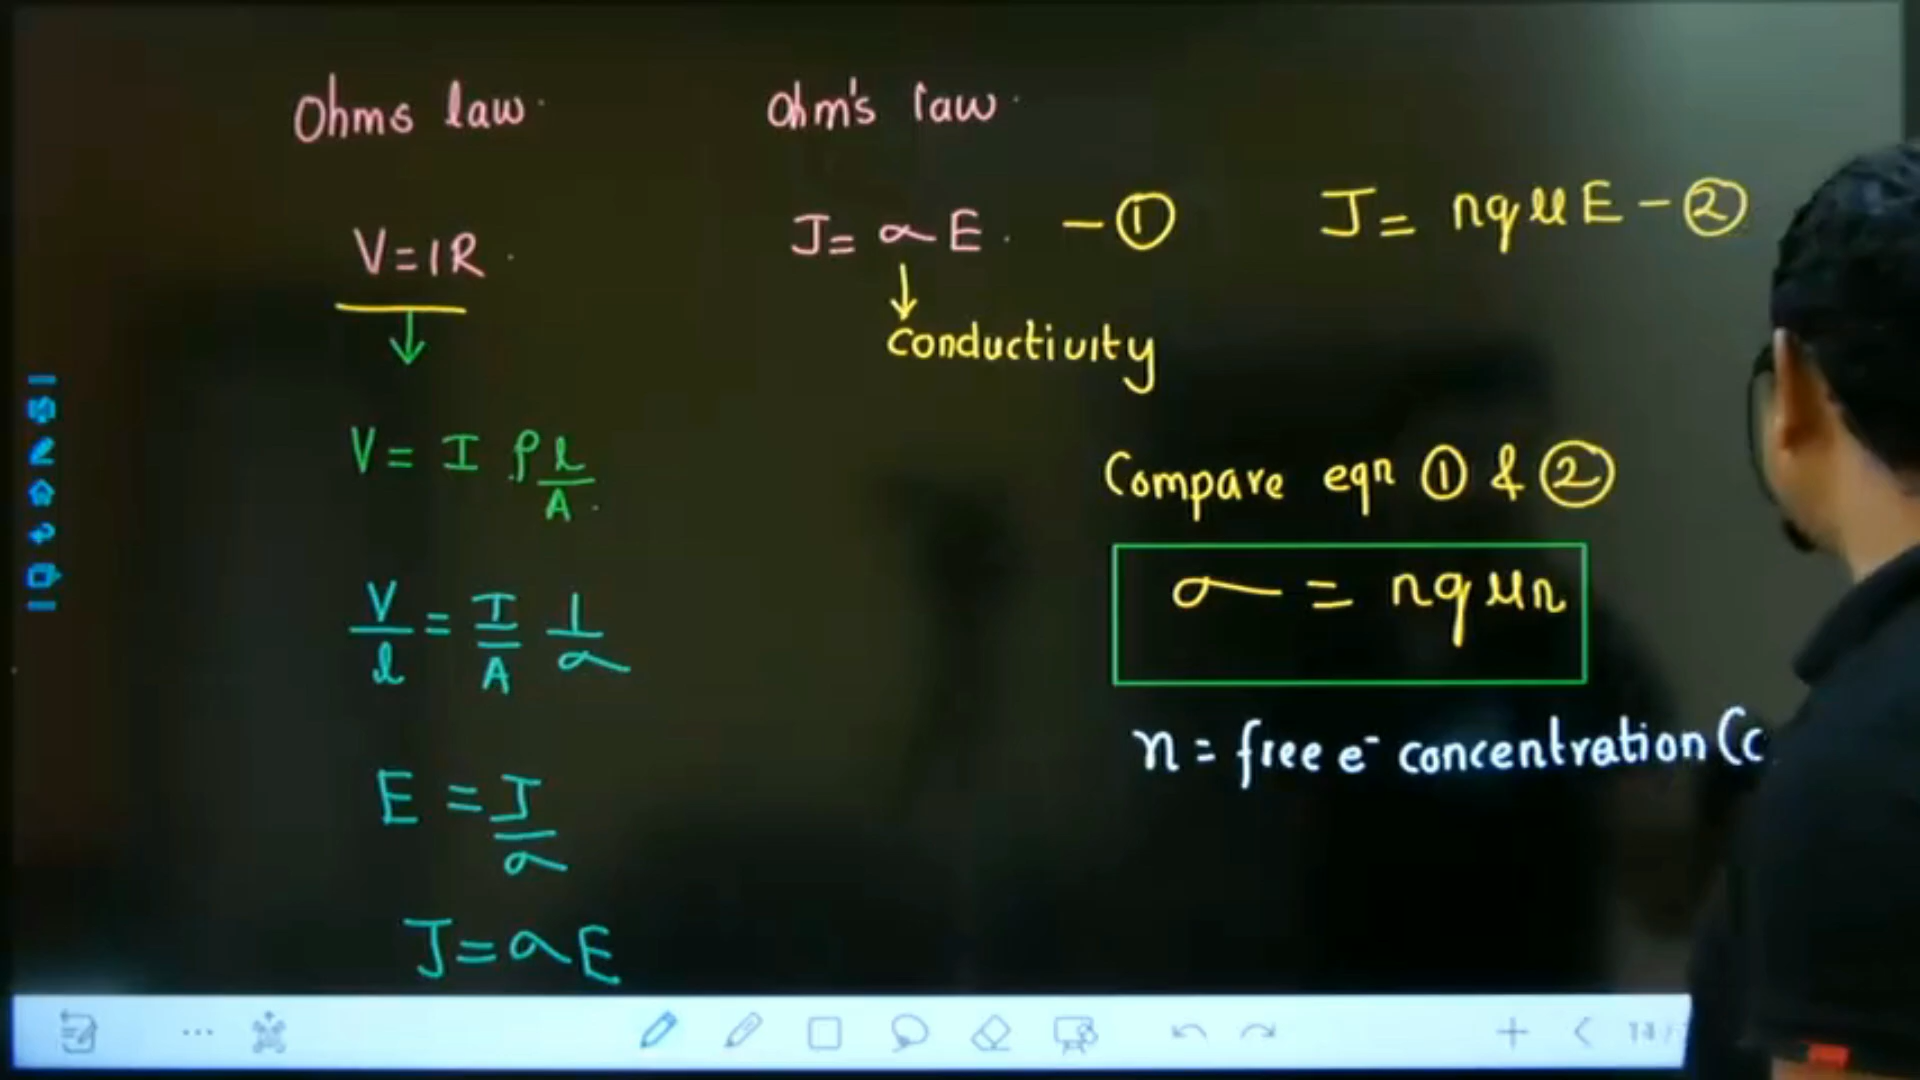 Ohms law.
V=IR.
V= I ρl/A.
V/l = I/A 1/σ
E = J/σ
J=σE
Ohm's law.
J= σE. -①
Conductivity
J= nqμE-②
Compare eqn ① & ②
σ = nqμn
n = free e⁻ concentration (c